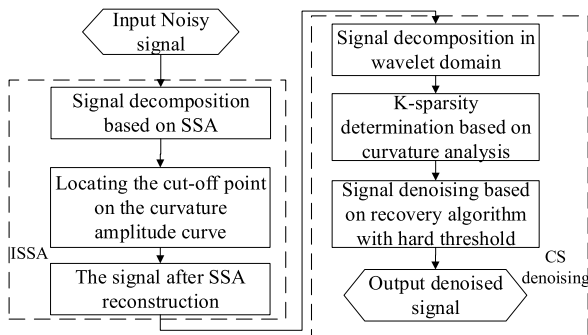 Input Noisy
signal
Signal decomposition
based on SSA
Locating the cut-off point
on the curvature
amplitude curve
ISSA
The signal after SSA
reconstruction
Signal decomposition in
wavelet domain
K-sparsity
determination based on
curvature analysis
Signal denoising based
on recovery algorithm
with hard threshold
CS
denoising
Output denoised
signal